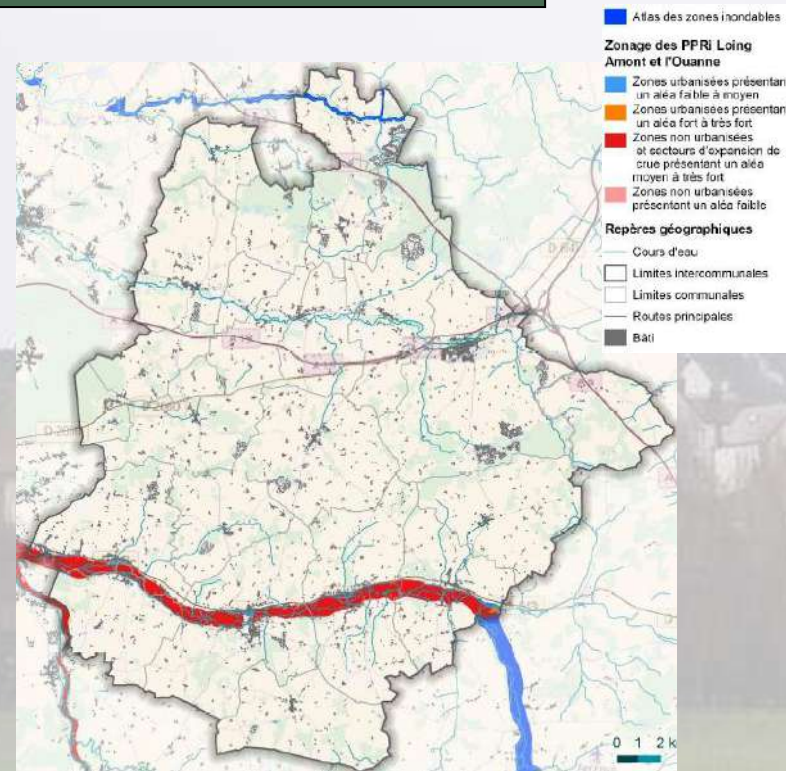 Atlas des zones inondables
Zonage des PPRi Loing
Amont et l'Ouanne
Zones urbanisées présentan
un aléa faible à moyen
Zones urbanisées présentan
un aléa fort à très fort
Zones non urbanisées
et secteurs d'expansion de
crue présentant un aléa
moyen à très fort
Zones non urbanisées
présentant un aléa faible
Repères géographiques
Cours d'eau
Limites intercommunales
Limites communales
Routes principales
Bâti
0 1 2 k